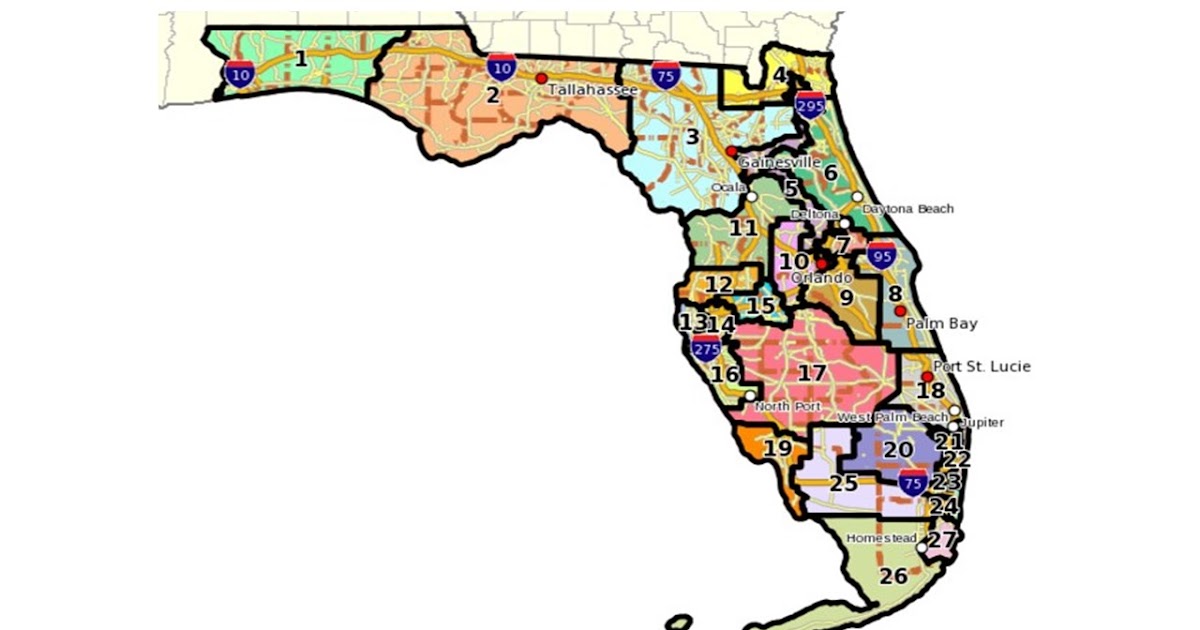 1
10
10
2
Tallahassee
75
4
295
3
Gainesville
6
5
Ocala
Daytona Beach
Deltona
11
7
95
10
Orlando
12
9
8
15
13
14
Palm Bay
275
16
17
Port St. Lucie
18
North Port
West Palm Beach
Jupiter
19
20
21
22
25
75
23
24
Homestead
27
26